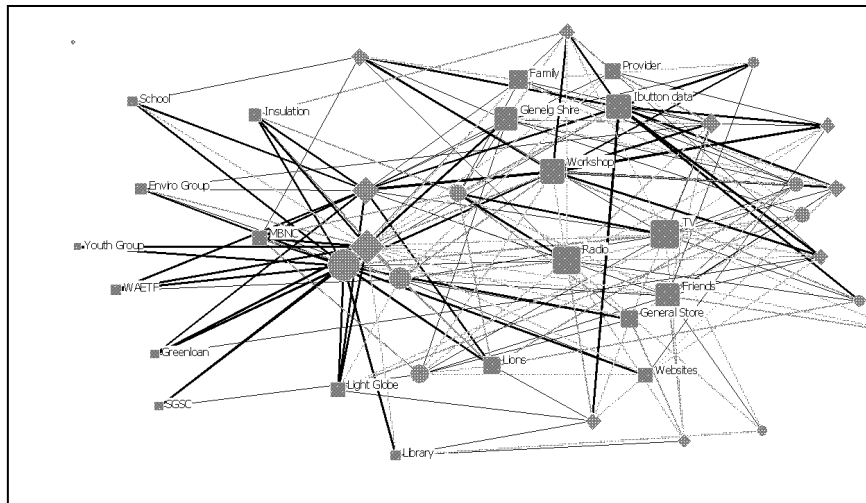 Family
Provider
Ibutton data
School
Insulation
Glenelg Shire
Workshop
Enviro Group
MBNC
Youth Group
TV
Radio
WAETF
Friends
General Store
Greenloan
Lions
Websites
Light Globe
SGSC
Library